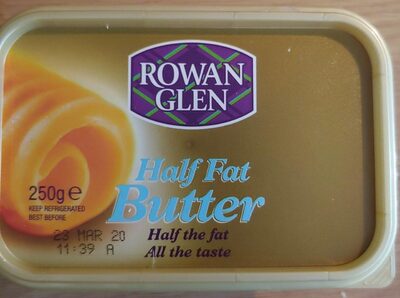 ROWAN
GLEN
Half Fat
Butter
250g e
KEEP REFRIGERATED
BEST BEFORE
23 MAR 20
11:39 A
Half the fat
All the taste